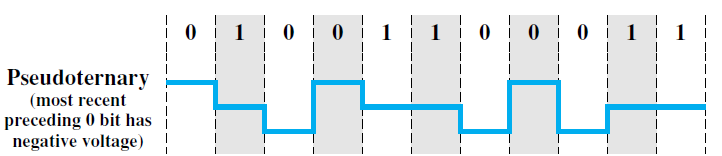 0 1 0 0 1 1 0 0 0 1 1
Pseudoternary
(most recent
preceding 0 bit has
negative voltage)